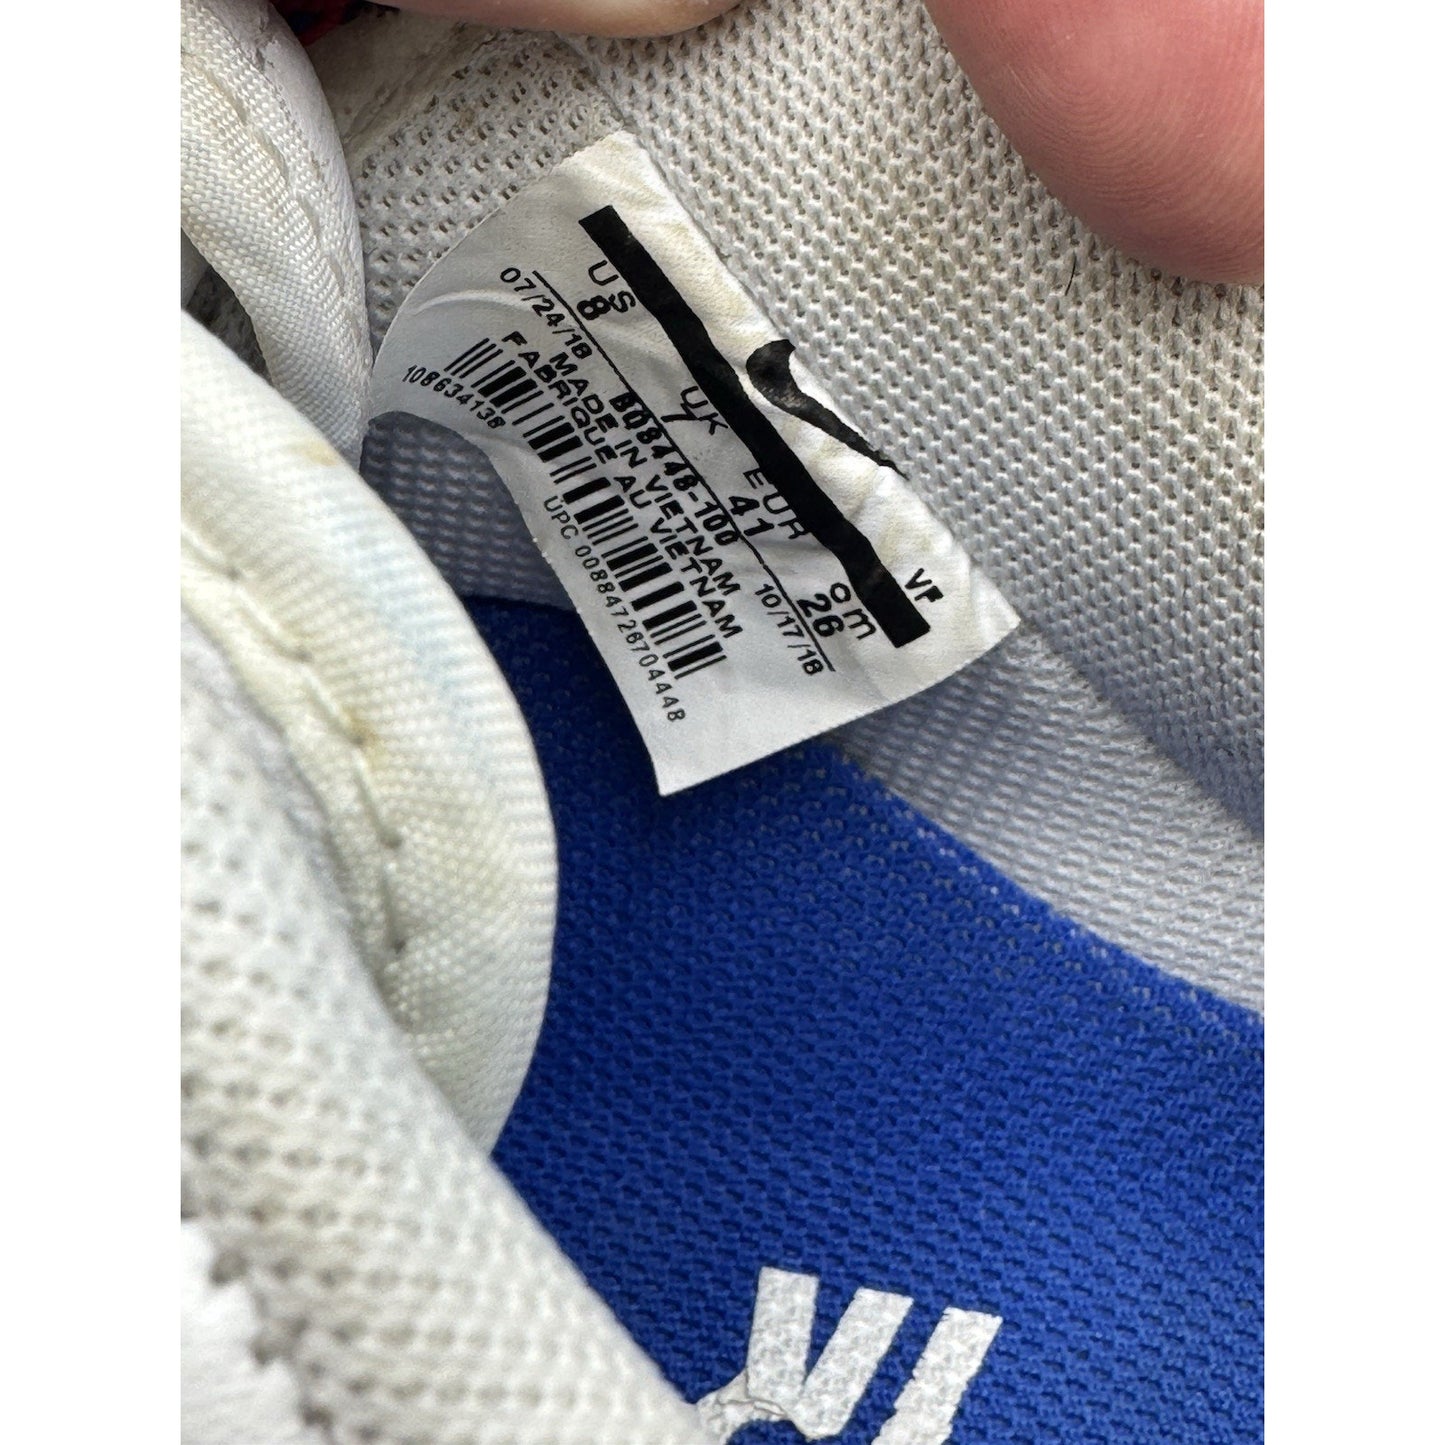 VF
US UK EUR cm
8 7 41 26
07/24/18 BQ8448-100 10/17/18
MADE IN VIETNAM
FABRIQUE AU VIETNAM
108634138
UPC 00884726704448